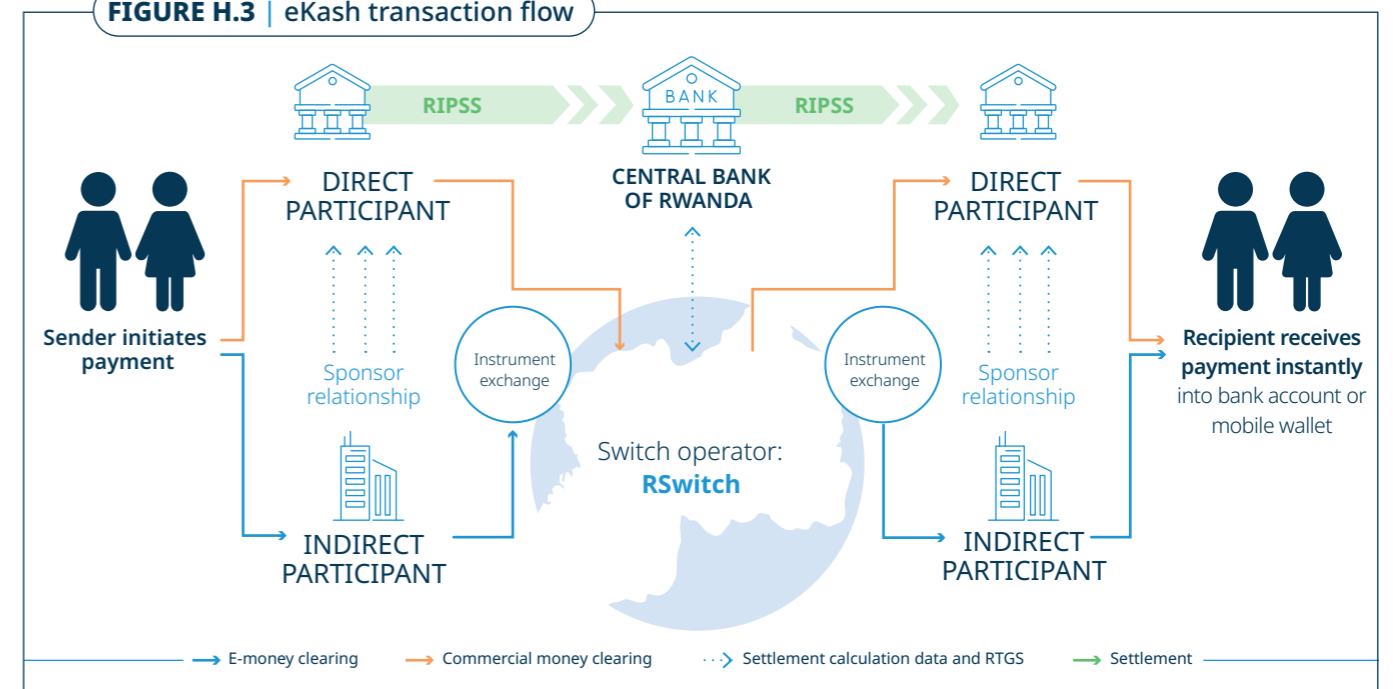 FIGURE H.3 | eKash transaction flow
RIPSS
BANK
RIPSS
DIRECT
PARTICIPANT
CENTRAL BANK
OF RWANDA
DIRECT
PARTICIPANT
Sender initiates
payment
Instrument
exchange
Instrument
exchange
Recipient receives
payment instantly
into bank account or
mobile wallet
Sponsor
relationship
Sponsor
relationship
Switch operator:
RSwitch
INDIRECT
PARTICIPANT
INDIRECT
PARTICIPANT
E-money clearing
Commercial money clearing
Settlement calculation data and RTGS
Settlement